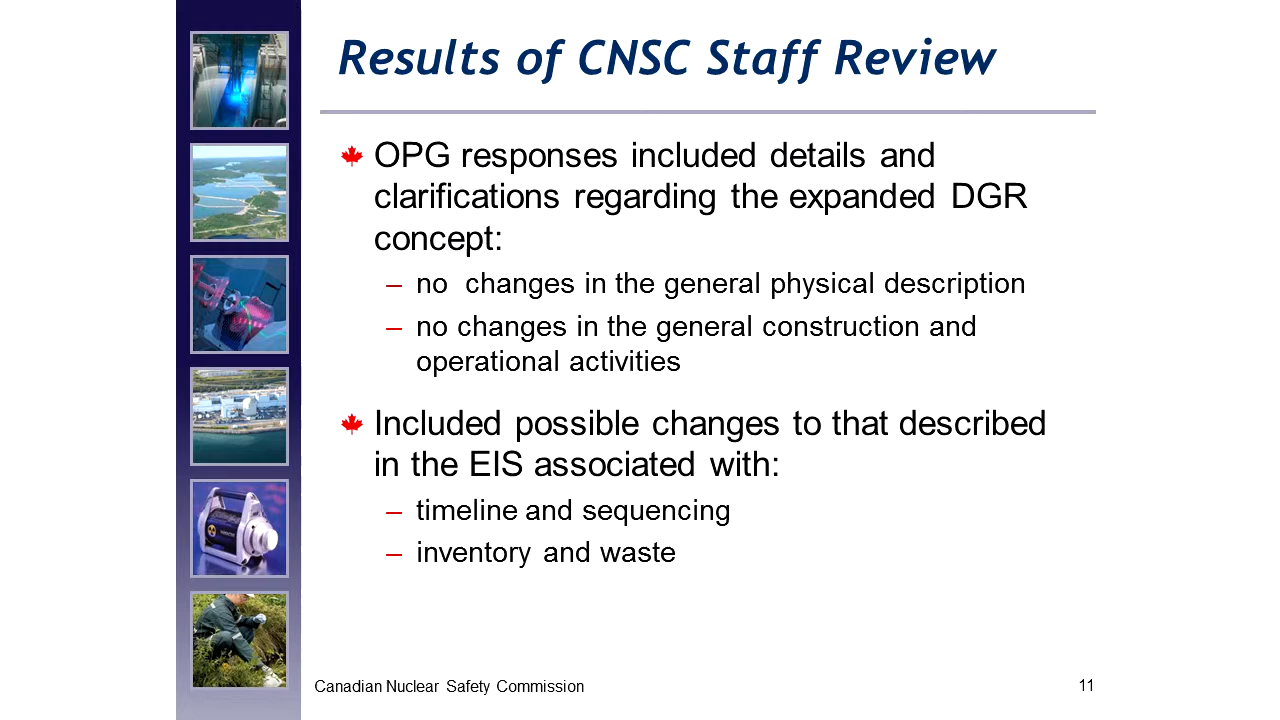 Results of CNSC Staff Review
OPG responses included details and
clarifications regarding the expanded DGR
concept:
– no  changes in the general physical description
– no changes in the general construction and
operational activities
Included possible changes to that described
in the EIS associated with:
– timeline and sequencing
– inventory and waste
Canadian Nuclear Safety Commission
11